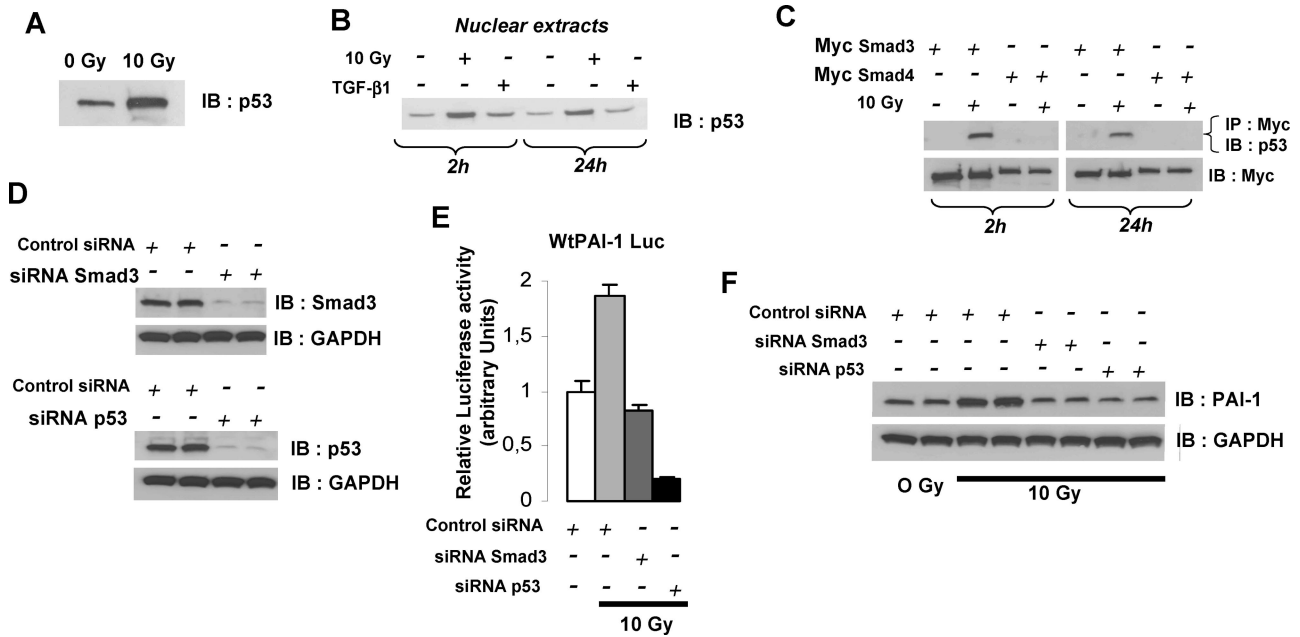 A
0 Gy 10 Gy
IB : p53
B
Nuclear extracts
10 Gy - + - - + -
TGF-β1 - - + - - +
IB : p53
2h 24h
C
Myc Smad3 + + - - + + - -
Myc Smad4 - - + + - - + +
10 Gy - + - + - + - +
IP : Myc
IB : p53
IB : Myc
2h 24h
D
Control siRNA + + - -
siRNA Smad3 - - + +
IB : Smad3
IB : GAPDH
Control siRNA + + - -
siRNA p53 - - + +
IB : p53
IB : GAPDH
E
WtPAI-1 Luc
Relative Luciferase activity
(arbitrary Units)
2
1,5
1
0,5
0
Control siRNA + + - -
siRNA Smad3 - - + -
siRNA p53 - - - +
10 Gy
F
Control siRNA + + + + - - - -
siRNA Smad3 - - - - + + - -
siRNA p53 - - - - - - + +
IB : PAI-1
IB : GAPDH
O Gy 10 Gy